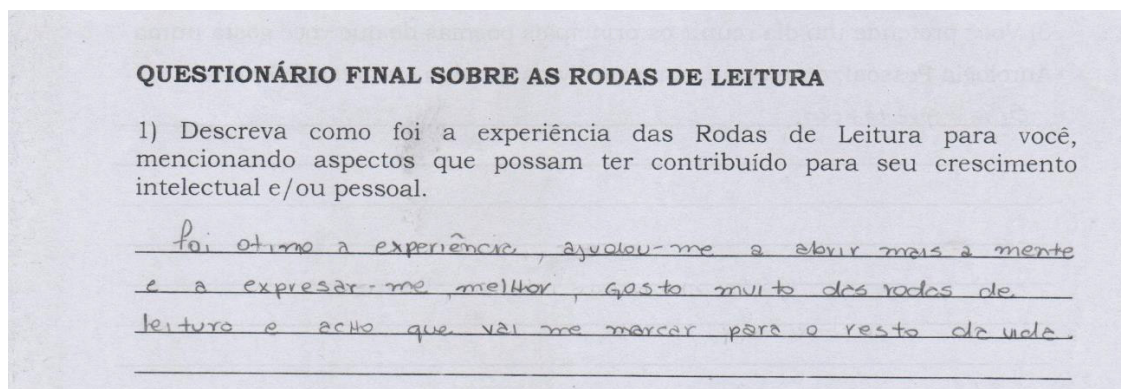 QUESTIONÁRIO FINAL SOBRE AS RODAS DE LEITURA
1) Descreva como foi a experiência das Rodas de Leitura para você,
mencionando aspectos que possam ter contribuído para seu crescimento
intelectual e/ou pessoal.
foi otimo a experiência, ajudou-me a abrir mais a mente
e a expresar-me melhor, Gosto muito das rodas de
leitura e acho que vai me marcar para o resto da vida.